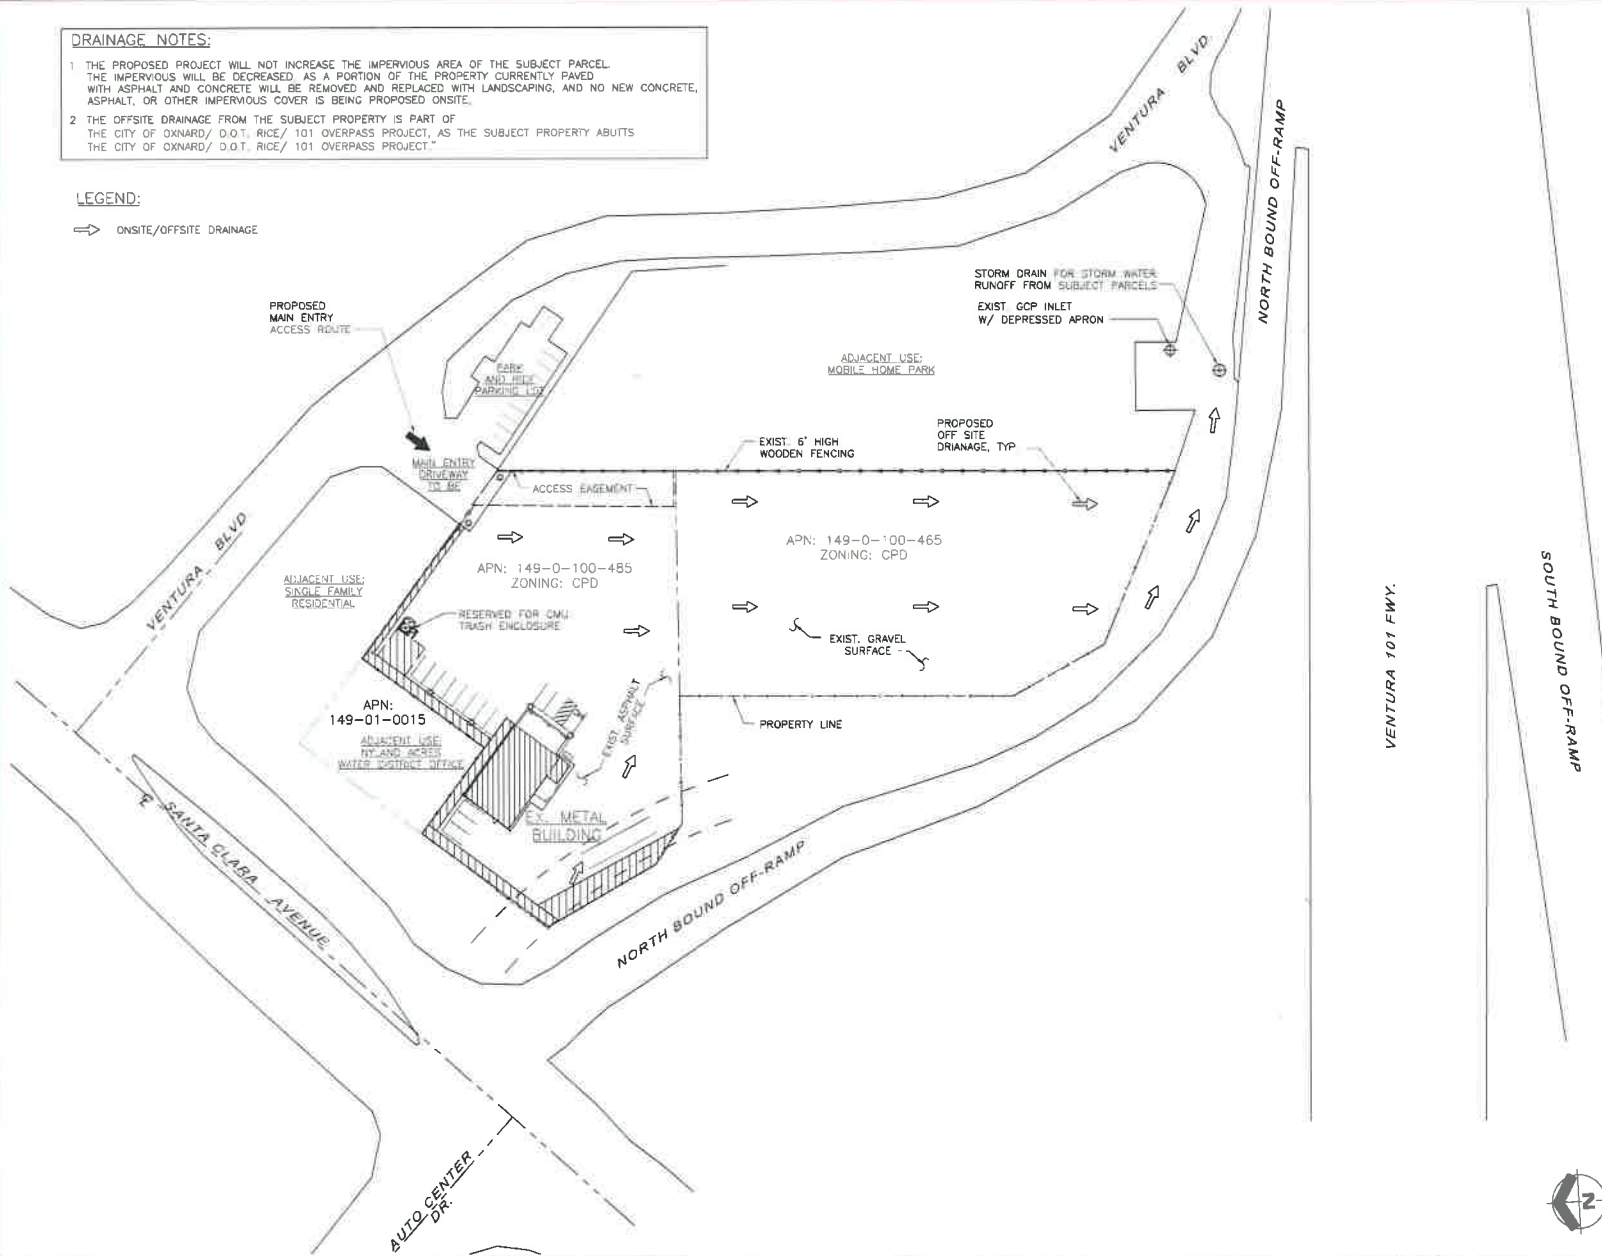 DRAINAGE NOTES:
1 THE PROPOSED PROJECT WILL NOT INCREASE THE IMPERVIOUS AREA OF THE SUBJECT PARCEL.
THE IMPERVIOUS WILL BE DECREASED AS A PORTION OF THE PROPERTY CURRENTLY PAVED
WITH ASPHALT AND CONCRETE WILL BE REMOVED AND REPLACED WITH LANDSCAPING, AND NO NEW CONCRETE,
ASPHALT, OR OTHER IMPERVIOUS COVER IS BEING PROPOSED ONSITE.
2 THE OFFSITE DRAINAGE FROM THE SUBJECT PROPERTY IS PART OF
THE CITY OF OXNARD/ D.O.T. RICE/ 101 OVERPASS PROJECT, AS THE SUBJECT PROPERTY ABUTTS
THE CITY OF OXNARD/ D.O.T. RICE/ 101 OVERPASS PROJECT."
LEGEND:
ONSITE/OFFSITE DRAINAGE
VENTURA BLVD.
NORTH BOUND OFF-RAMP
STORM DRAIN FOR STORM WATER
RUNOFF FROM SUBJECT PARCELS
EXIST. GCP INLET
W/ DEPRESSED APRON
PROPOSED
MAIN ENTRY
ACCESS ROUTE
PARK
AND RIDE
PARKING LOT
ADJACENT USE:
MOBILE HOME PARK
MAIN ENTRY
DRIVEWAY
TO BE
EXIST. 6' HIGH
WOODEN FENCING
PROPOSED
OFF SITE
DRIANAGE, TYP
ACCESS EASEMENT
APN: 149-0-100-485
ZONING: CPD
APN: 149-0-100-465
ZONING: CPD
VENTURA BLVD.
ADJACENT USE:
SINGLE FAMILY
RESIDENTIAL
RESERVED FOR CMU
TRASH ENCLOSURE
EXIST. GRAVEL
SURFACE
APN:
149-01-0015
ADJACENT USE:
NYLAND ACRES
WATER DISTRICT OFFICE
EXIST. ASPHALT
SURFACE
PROPERTY LINE
EX. METAL
BUILDING
SANTA CLARA AVENUE
NORTH BOUND OFF-RAMP
VENTURA 101 FWY.
SOUTH BOUND OFF-RAMP
AUTO CENTER
DR.
N